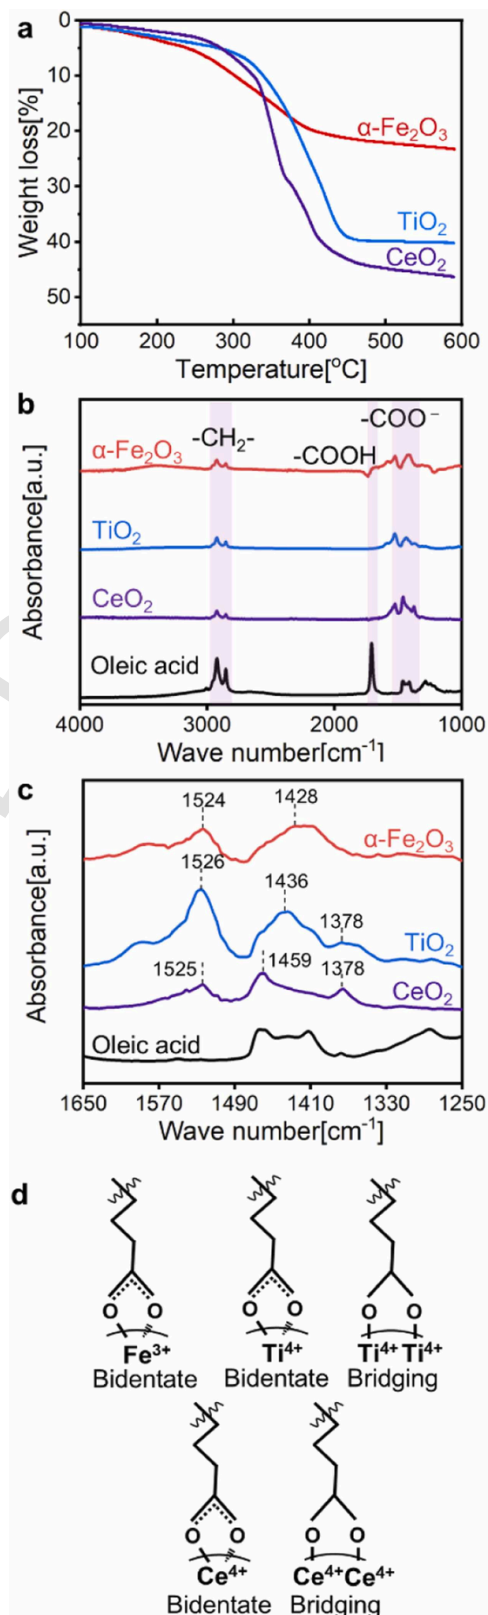 a
0
10
20
30
40
50
Weight loss[%]
α-Fe₂O₃
TiO₂
CeO₂
100 200 300 400 500 600
Temperature[°C]
b
-COO⁻
-CH₂-
-COOH
α-Fe₂O₃
TiO₂
CeO₂
Oleic acid
Absorbance[a.u.]
4000 3000 2000 1000
Wave number[cm⁻¹]
c
1524 1428
α-Fe₂O₃
1526
1436
1378
TiO₂
1525 1459 1378
CeO₂
Oleic acid
Absorbance[a.u.]
1650 1570 1490 1410 1330 1250
Wave number[cm⁻¹]
d
O O O O O O
Fe³⁺ Ti⁴⁺ Ti⁴⁺ Ti⁴⁺
Bidentate Bidentate Bridging
O O O O
Ce⁴⁺ Ce⁴⁺Ce⁴⁺
Bidentate Bridging